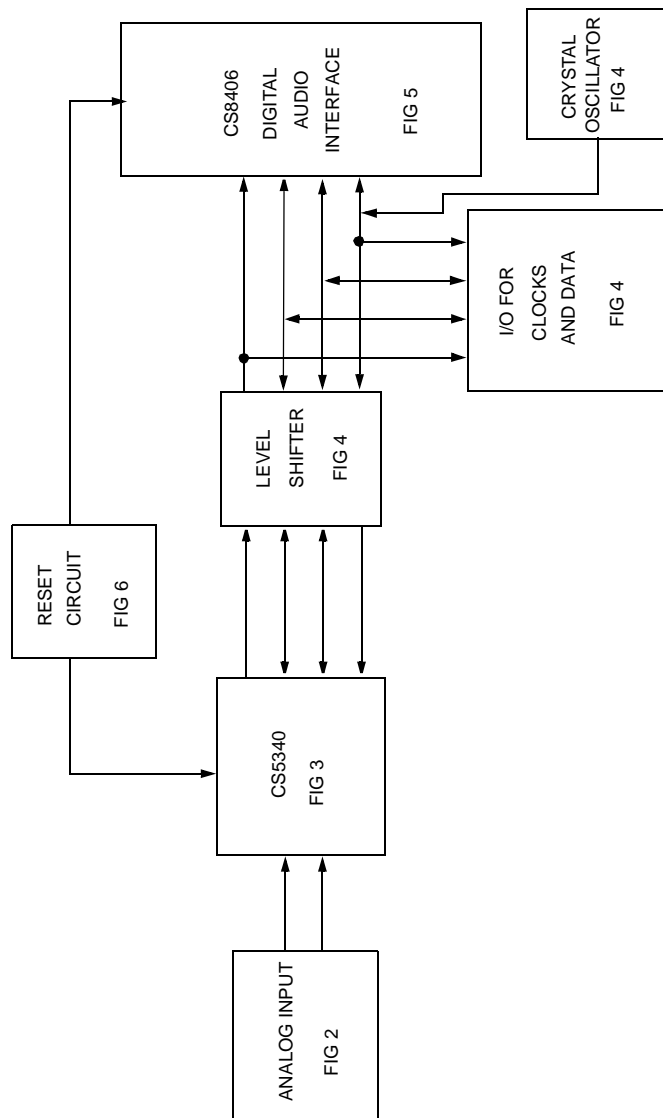 ANALOG INPUT
FIG 2
CS5340
FIG 3
RESET
CIRCUIT
FIG 6
LEVEL
SHIFTER
FIG 4
I/O FOR
CLOCKS
AND DATA
FIG 4
CS8406
DIGITAL
AUDIO
INTERFACE
FIG 5
CRYSTAL
OSCILLATOR
FIG 4